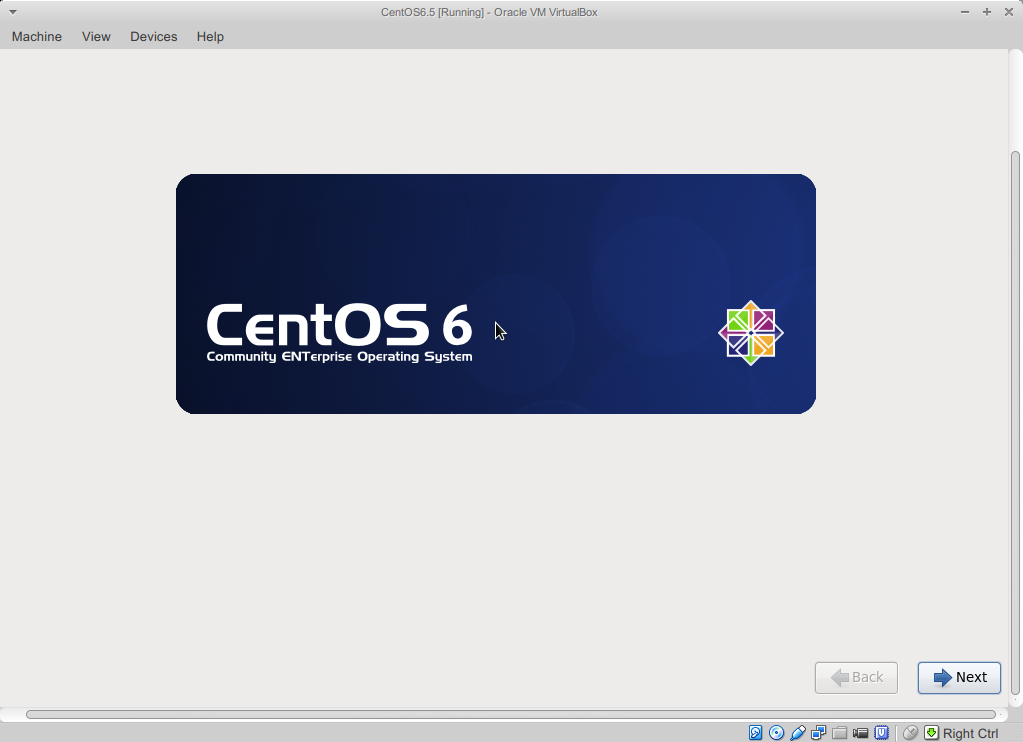 CentOS6.5 [Running] - Oracle VM VirtualBox
Machine View Devices Help
CentOS 6
Community ENTerprise Operating System
Back Next
Right Ctrl